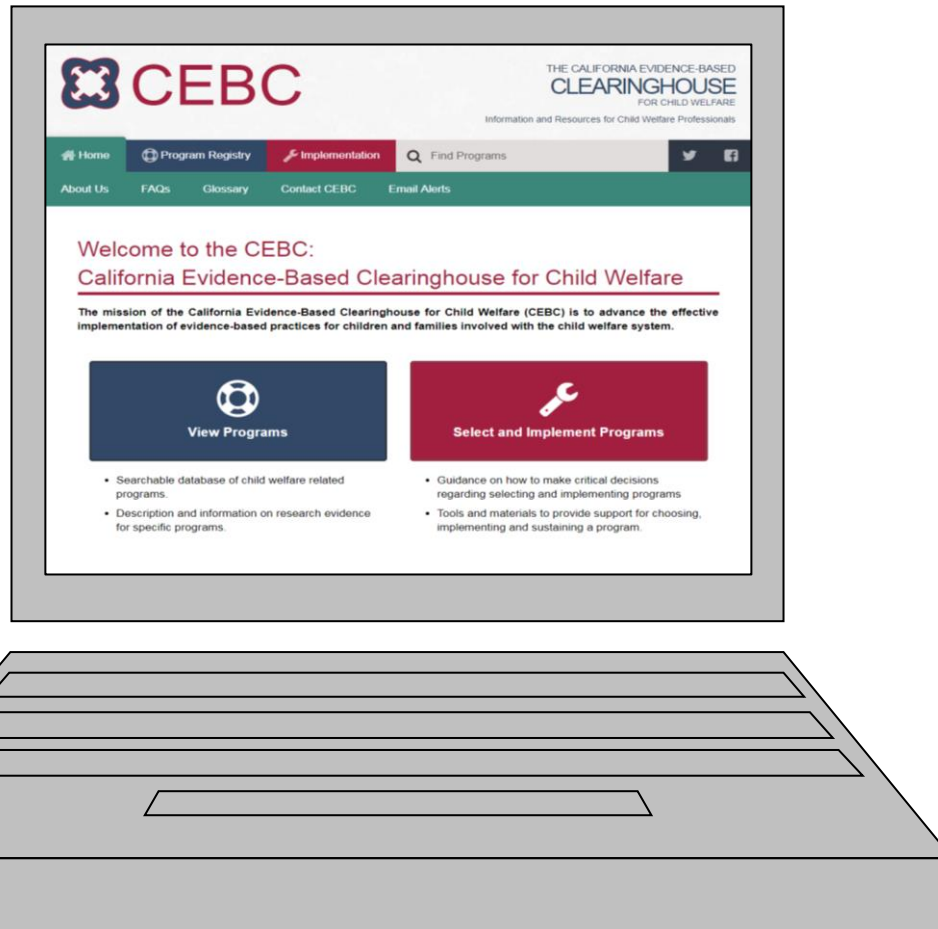 CEBC
THE CALIFORNIA EVIDENCE-BASED
CLEARINGHOUSE
FOR CHILD WELFARE
Information and Resources for Child Welfare Professionals
Home Program Registry Implementation Find Programs
About Us FAQs Glossary Contact CEBC Email Alerts
Welcome to the CEBC:
California Evidence-Based Clearinghouse for Child Welfare
The mission of the California Evidence-Based Clearinghouse for Child Welfare (CEBC) is to advance the effective
implementation of evidence-based practices for children and families involved with the child welfare system.
View Programs
• Searchable database of child welfare related
programs.
• Description and information on research evidence
for specific programs.
Select and Implement Programs
• Guidance on how to make critical decisions
regarding selecting and implementing programs
• Tools and materials to provide support for choosing,
implementing and sustaining a program.